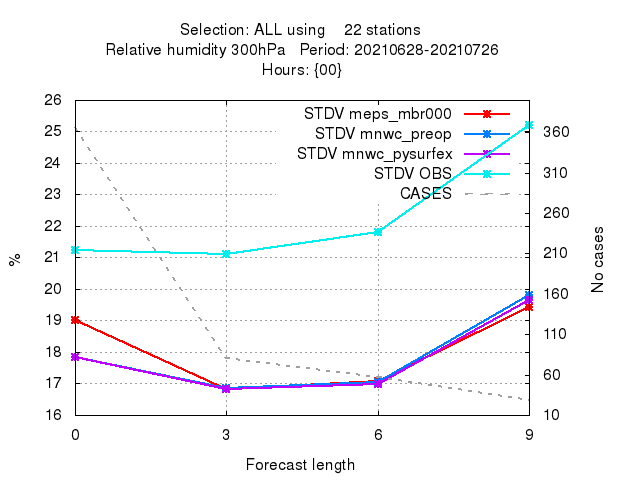 Selection: ALL using    22 stations
Relative humidity 300hPa   Period: 20210628-20210726
Hours: {00}
STDV meps_mbr000
STDV mnwc_preop
STDV mnwc_pysurfex
STDV OBS
CASES
%
26
25
24
23
22
21
20
19
18
17
16
360
310
260
210
160
110
60
10
No cases
0 3 6 9
Forecast length